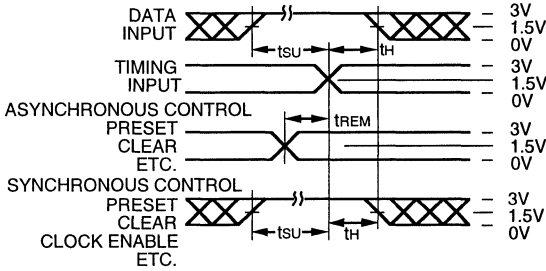 DATA INPUT
3V
1.5V
0V
tSU
tH
TIMING INPUT
3V
1.5V
0V
ASYNCHRONOUS CONTROL
PRESET
CLEAR
ETC.
tREM
3V
1.5V
0V
SYNCHRONOUS CONTROL
PRESET
CLEAR
CLOCK ENABLE
ETC.
tSU
tH
3V
1.5V
0V